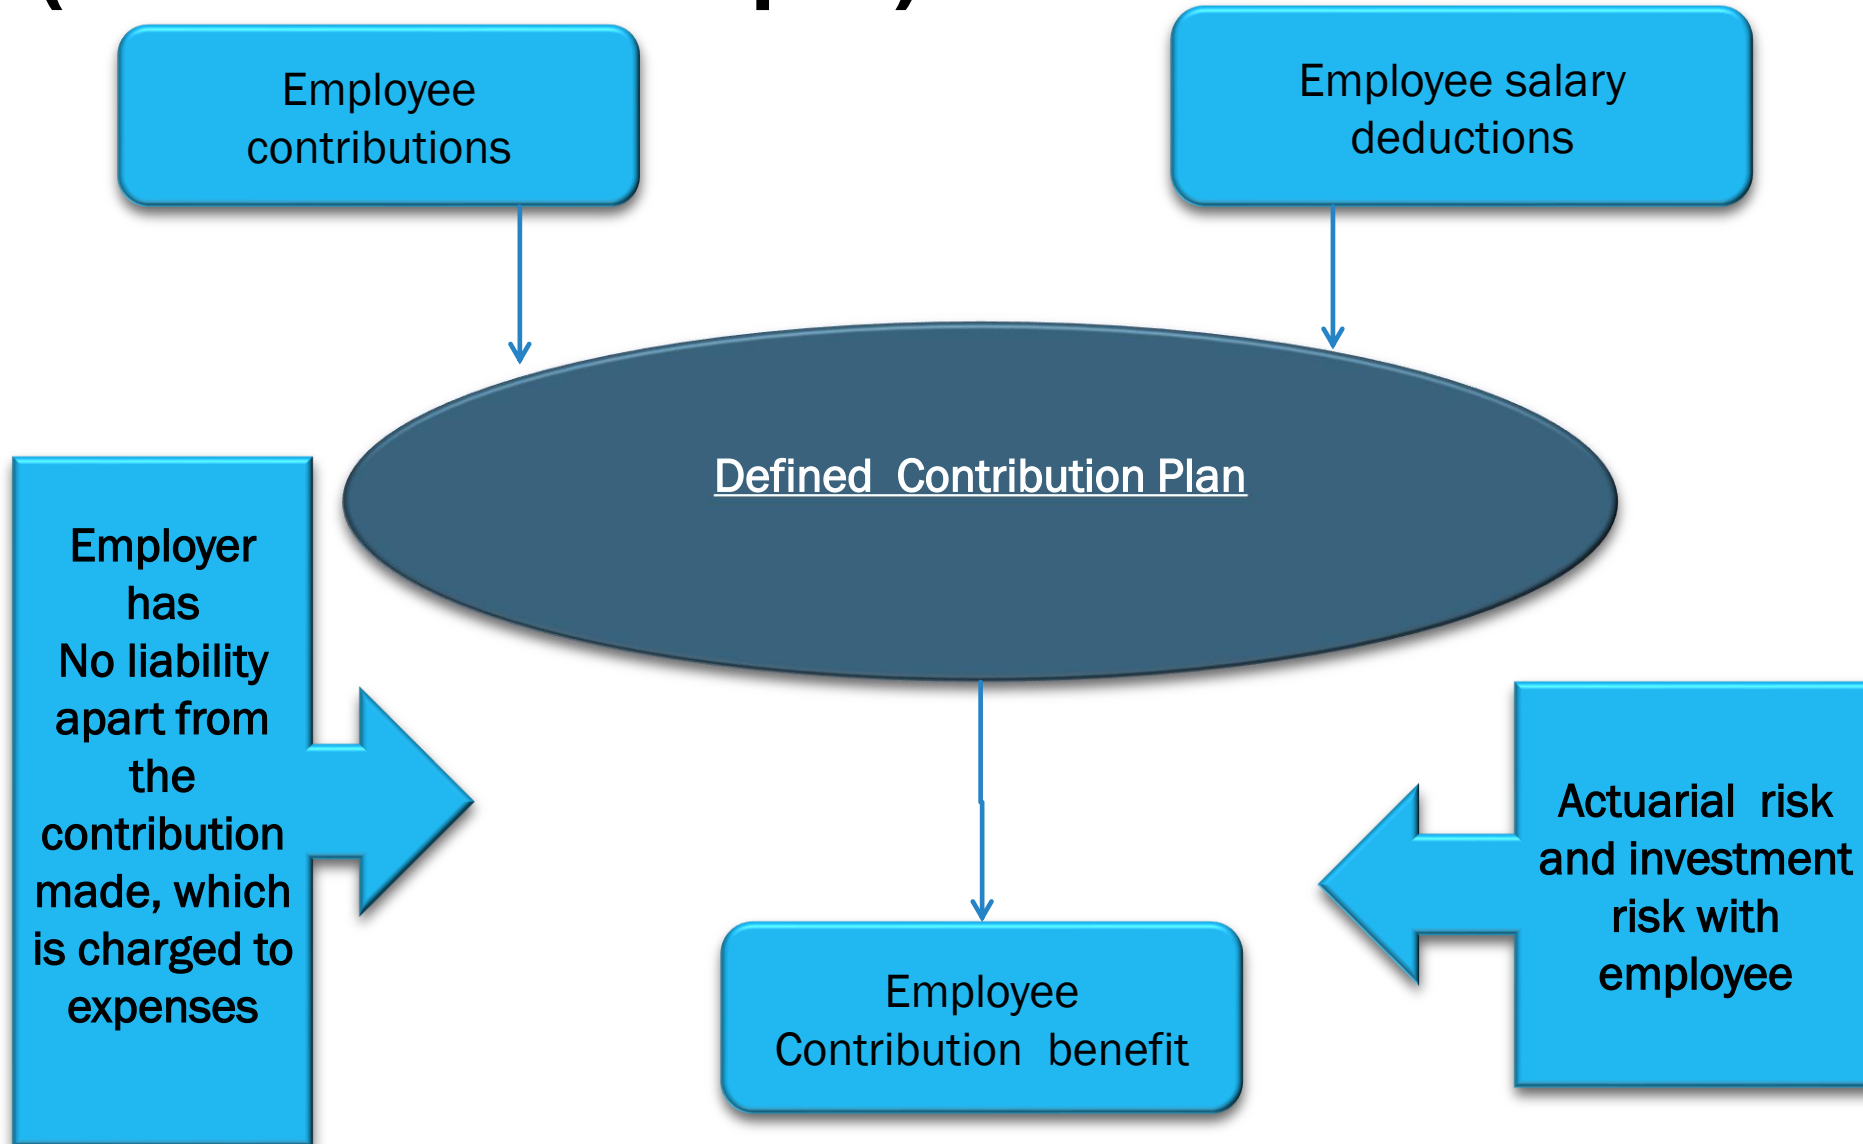 Employee
contributions
Employee salary
deductions
Defined Contribution Plan
Employer
has
No liability
apart from
the
contribution
made, which
is charged to
expenses
Actuarial risk
and investment
risk with
employee
Employee
Contribution benefit